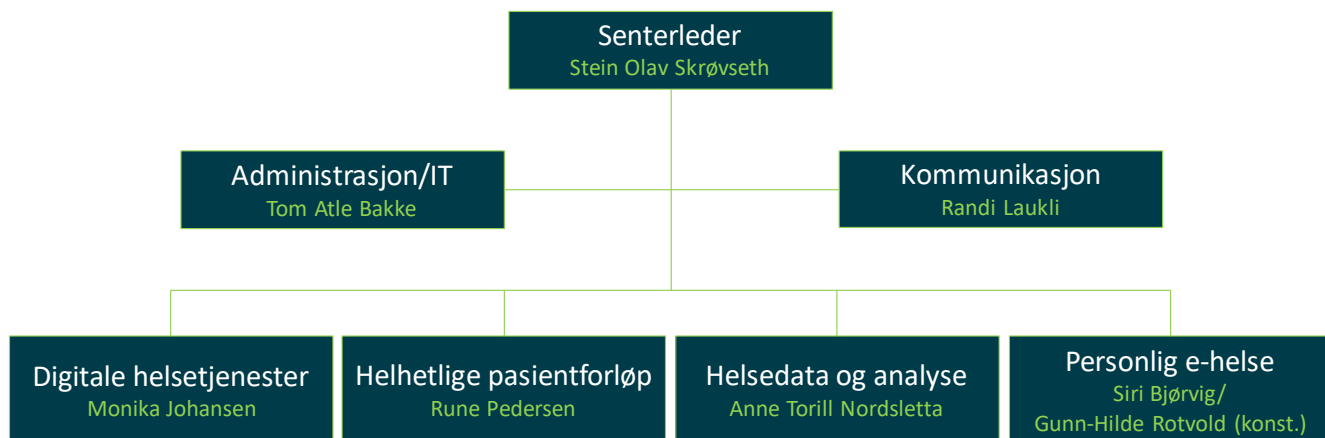 Senterleder
Stein Olav Skrøvseth
Administrasjon/IT
Tom Atle Bakke
Kommunikasjon
Randi Laukli
Digitale helsetjenester
Monika Johansen
Helhetlige pasientforløp
Rune Pedersen
Helsedata og analyse
Anne Torill Nordsletta
Personlig e-helse
Siri Bjørvig/
Gunn-Hilde Rotvold (konst.)